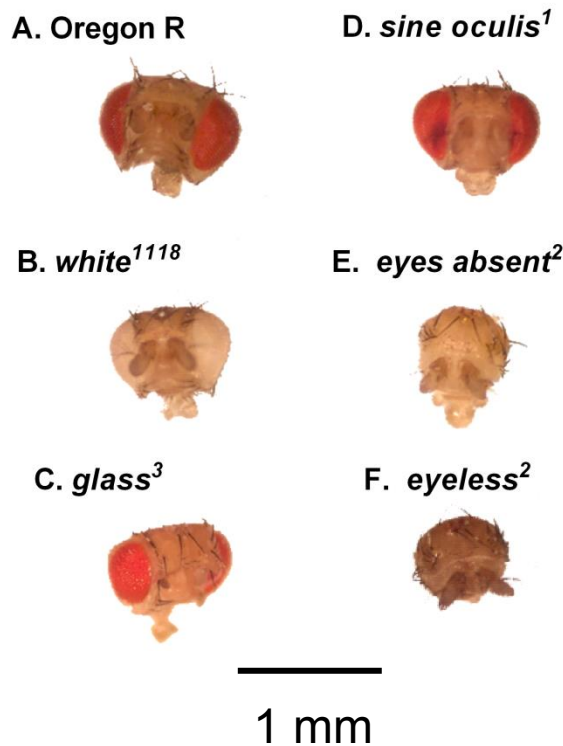 A. Oregon R
D. sine oculis¹
B. white¹¹¹⁸
E. eyes absent²
C. glass³
F. eyeless²
1 mm